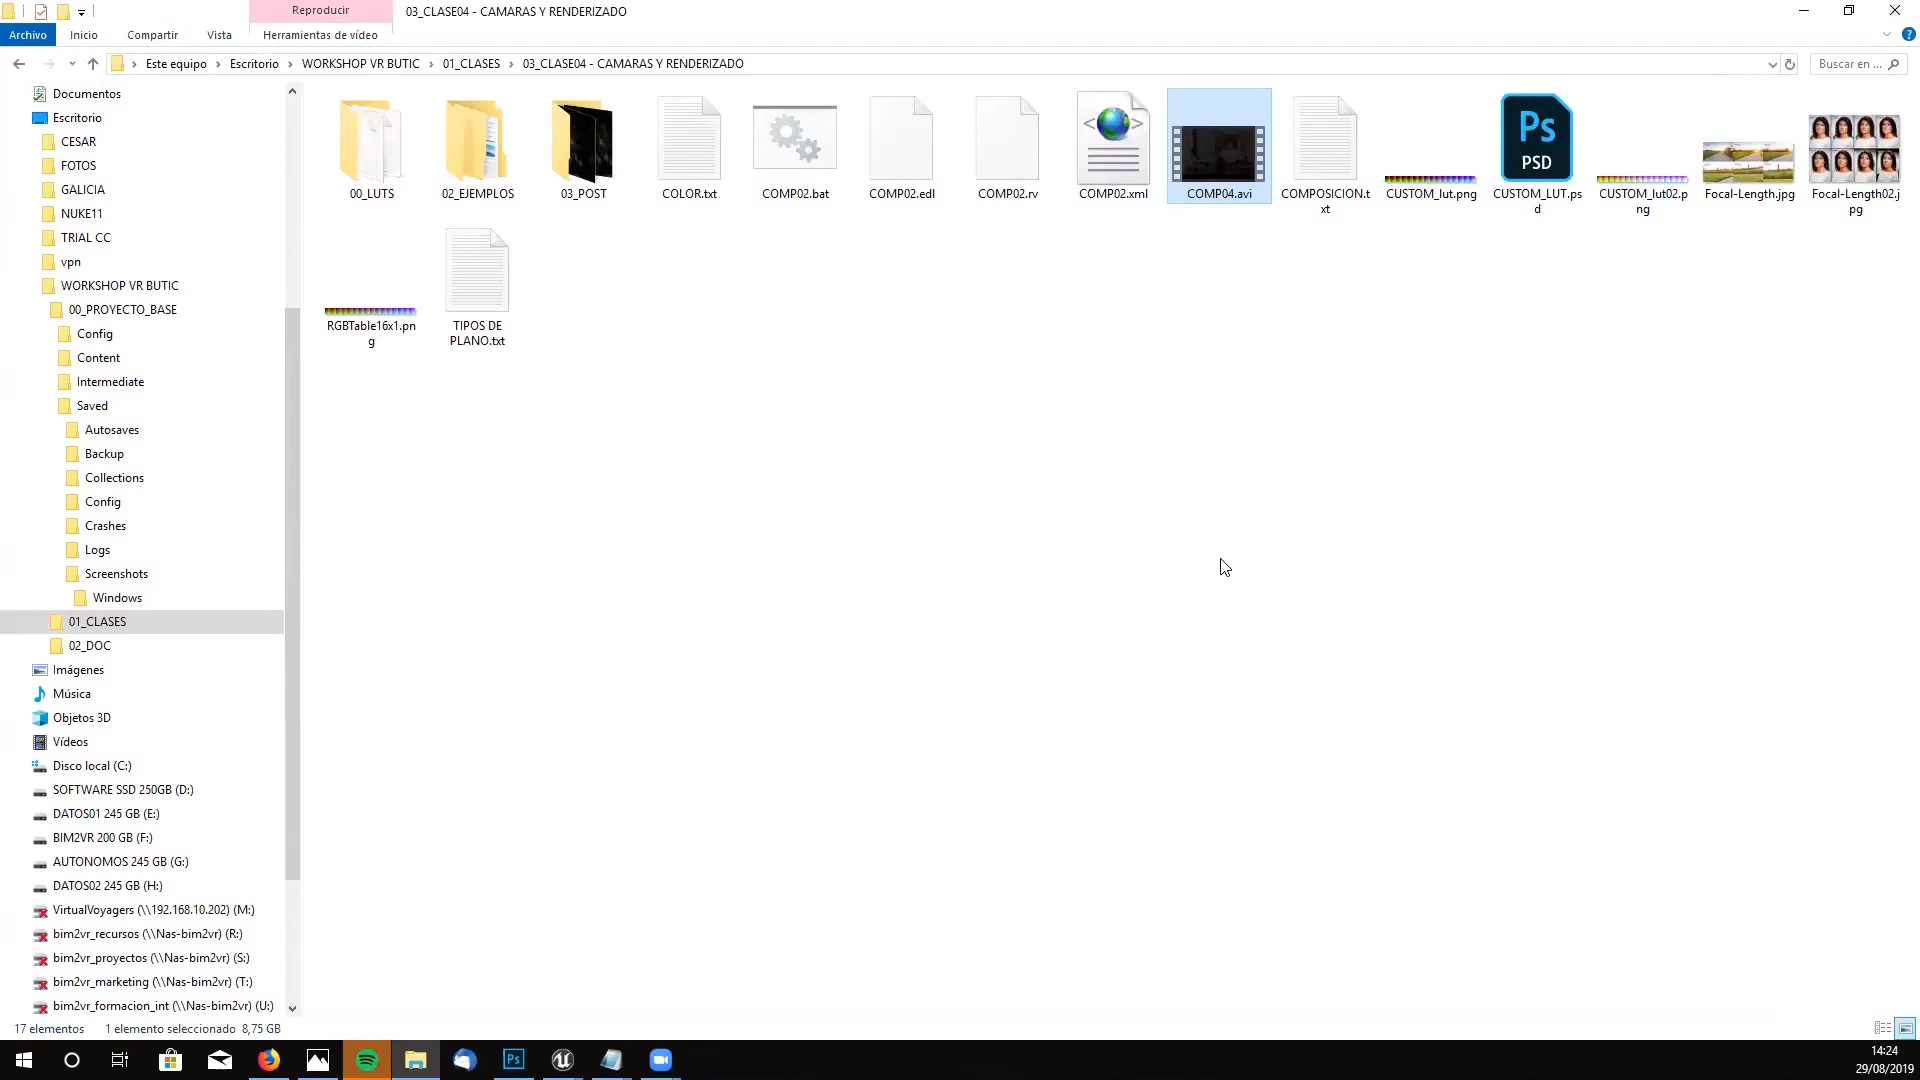 Reproducir
03_CLASE04 - CAMARAS Y RENDERIZADO
Archivo
Inicio
Compartir
Vista
Herramientas de vídeo
Este equipo
Escritorio
WORKSHOP VR BUTIC
01_CLASES
03_CLASE04 - CAMARAS Y RENDERIZADO
Buscar en ...
Documentos
Escritorio
CESAR
FOTOS
GALICIA
NUKE11
TRIAL CC
vpn
WORKSHOP VR BUTIC
00_PROYECTO_BASE
Config
Content
Intermediate
Saved
Autosaves
Backup
Collections
Config
Crashes
Logs
Screenshots
Windows
01_CLASES
02_DOC
Imágenes
Música
Objetos 3D
Vídeos
Disco local (C:)
SOFTWARE SSD 250GB (D:)
DATOS01 245 GB (E:)
BIM2VR 200 GB (F:)
AUTONOMOS 245 GB (G:)
DATOS02 245 GB (H:)
VirtualVoyagers (\\192.168.10.202) (M:)
bim2vr_recursos (\\Nas-bim2vr) (R:)
bim2vr_proyectos (\\Nas-bim2vr) (S:)
bim2vr_marketing (\\Nas-bim2vr) (T:)
bim2vr_formacion_int (\\Nas-bim2vr) (U:)
00_LUTS
02_EJEMPLOS
03_POST
COLOR.txt
COMP02.bat
COMP02.edl
COMP02.rv
COMP02.xml
COMP04.avi
COMPOSICION.t
xt
CUSTOM_lut.png
Ps
PSD
CUSTOM_LUT.ps
d
CUSTOM_lut02.p
ng
Focal-Length.jpg
Focal-Length02.j
pg
RGBTable16x1.pn
g
TIPOS DE
PLANO.txt
17 elementos
1 elemento seleccionado 8,75 GB
Ps
14:24
29/08/2019